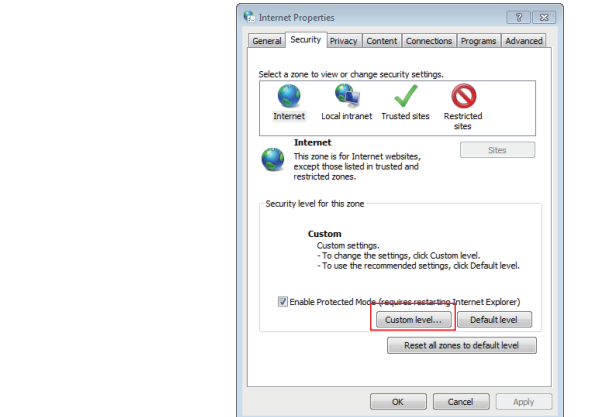 Internet Properties
General Security Privacy Content Connections Programs Advanced
Select a zone to view or change security settings.
Internet Local intranet Trusted sites Restricted sites
Internet
This zone is for Internet websites,
except those listed in trusted and
restricted zones.
Sites
Security level for this zone
Custom
Custom settings.
- To change the settings, click Custom level.
- To use the recommended settings, click Default level.
Enable Protected Mode (requires restarting Internet Explorer)
Custom level... Default level
Reset all zones to default level
OK Cancel Apply